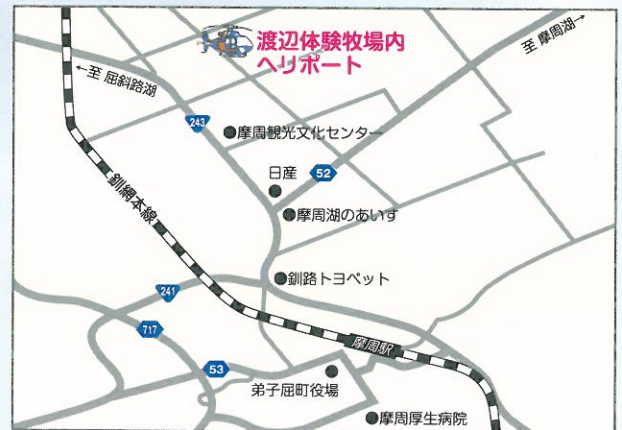 渡辺体験牧場内
ヘリポート
至 摩周湖→
←至 屈斜路湖
243
●摩周観光文化センター
日産
52
●摩周湖のあいす
釧網本線
●釧路トヨペット
241
717
摩周駅
53
弟子屈町役場
●摩周厚生病院